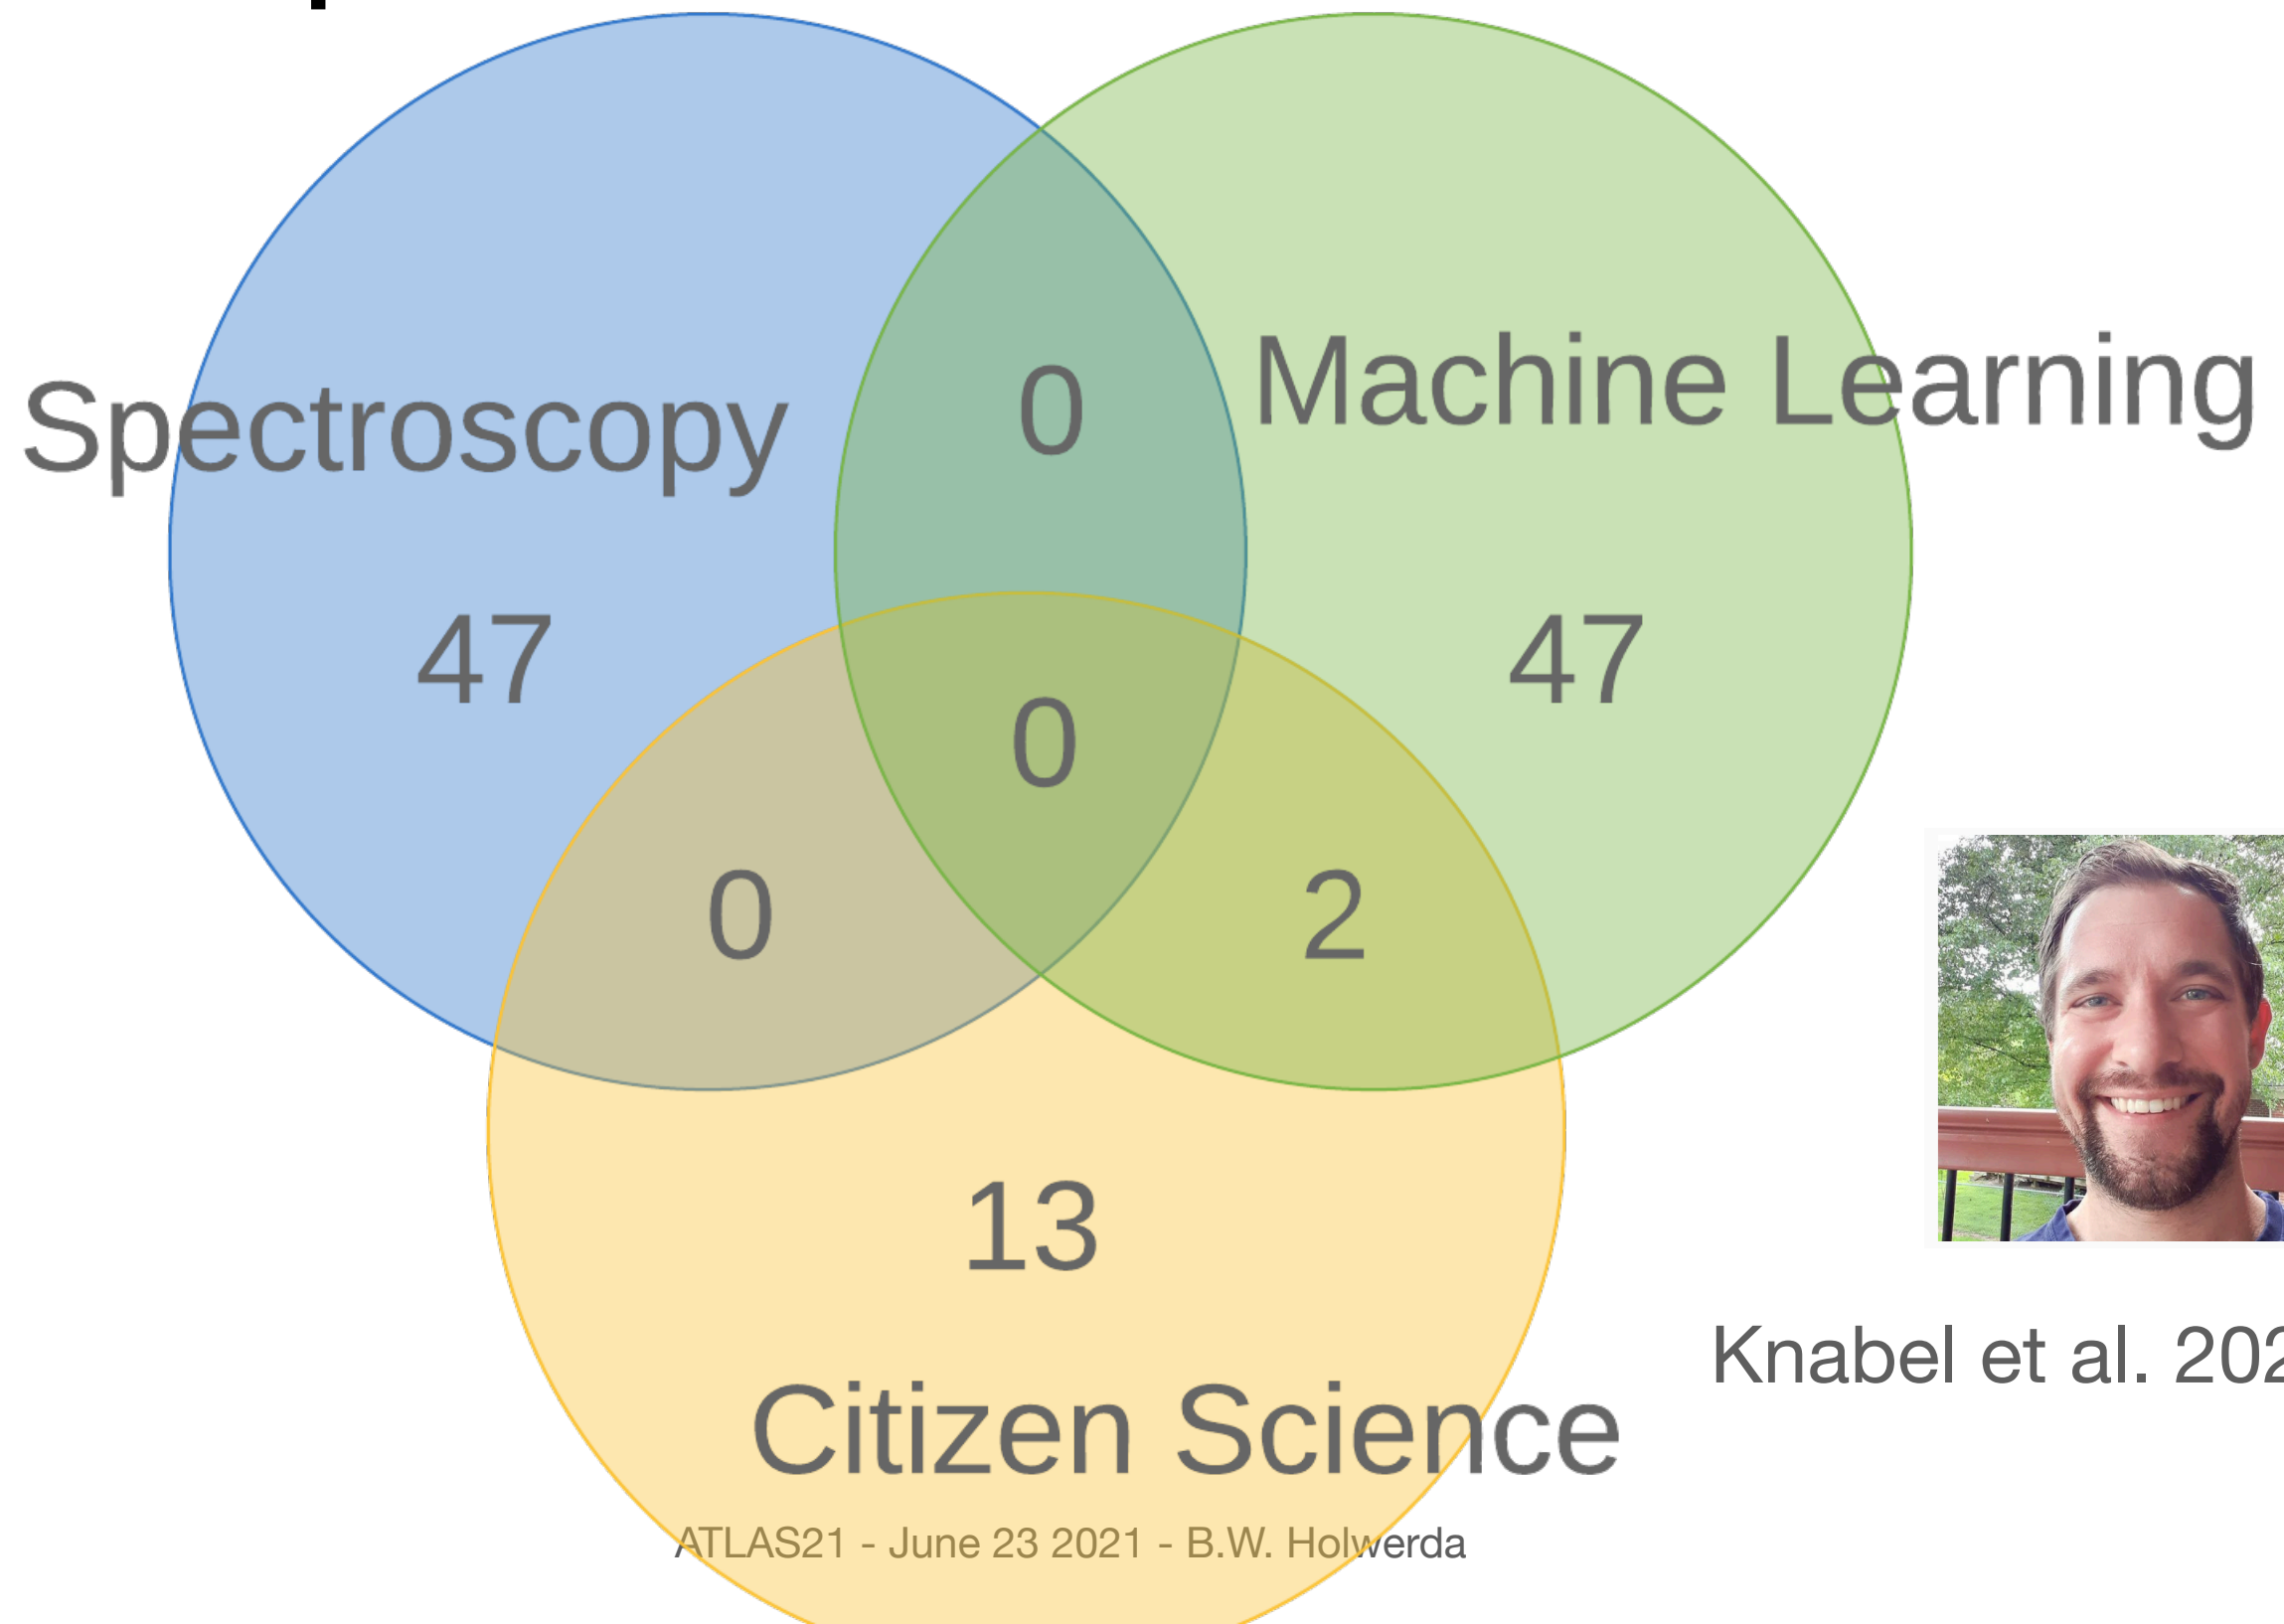 0
Machine Learning
Spectroscopy
47
47
0
0
2
13
Knabel et al. 202
Citizen Science
ATLAS21 - June 23 2021 - B.W. Holwerda